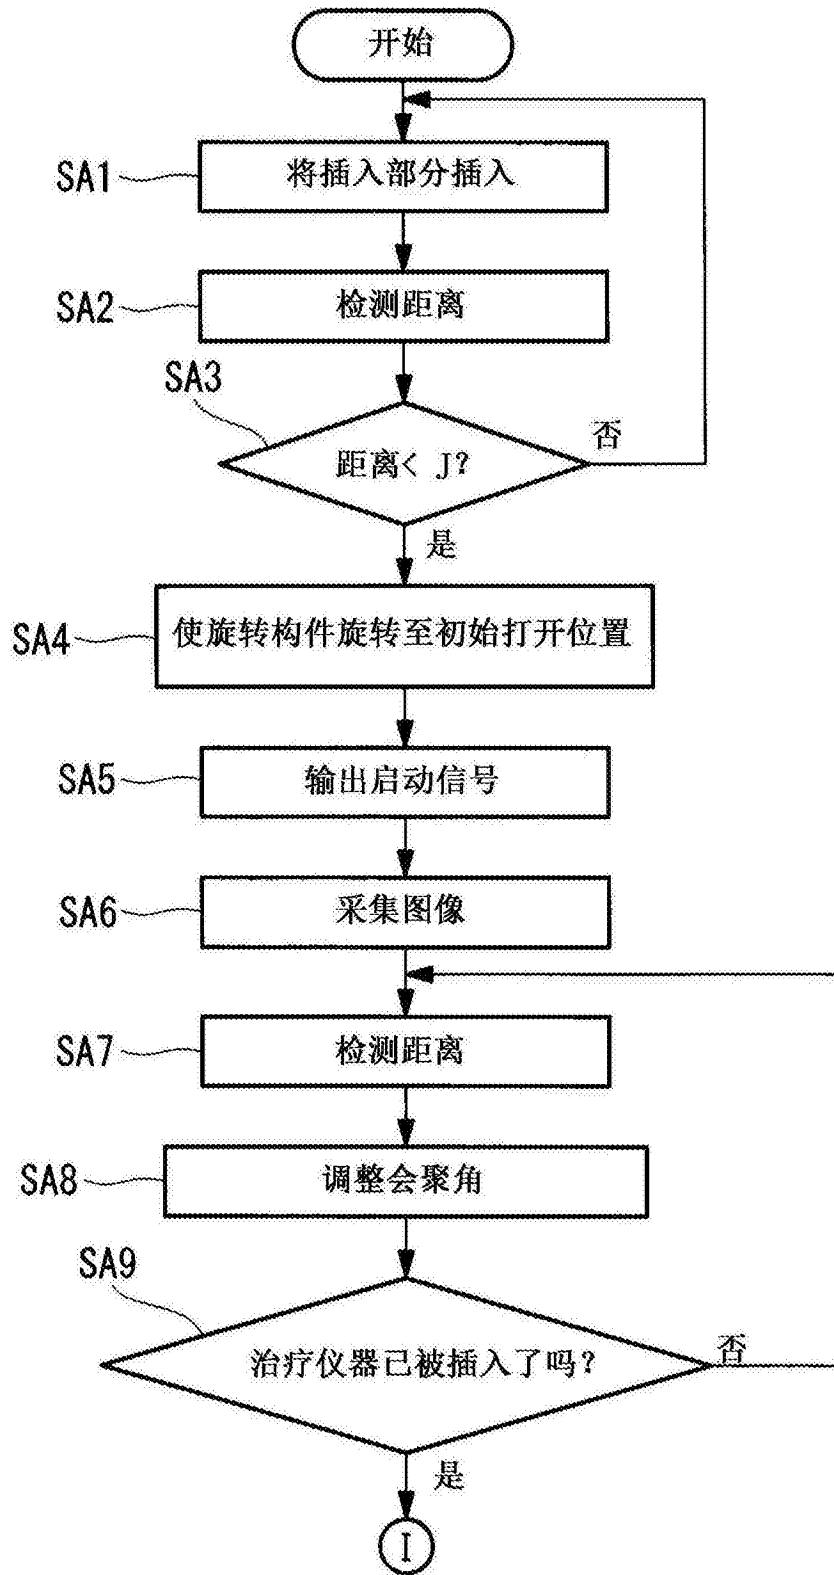 开始
SA1
将插入部分插入
SA2
检测距离
SA3
距离< J?
否
是
SA4
使旋转构件旋转至初始打开位置
SA5
输出启动信号
SA6
采集图像
SA7
检测距离
SA8
调整会聚角
SA9
治疗仪器已被插入了吗?
否
是
I